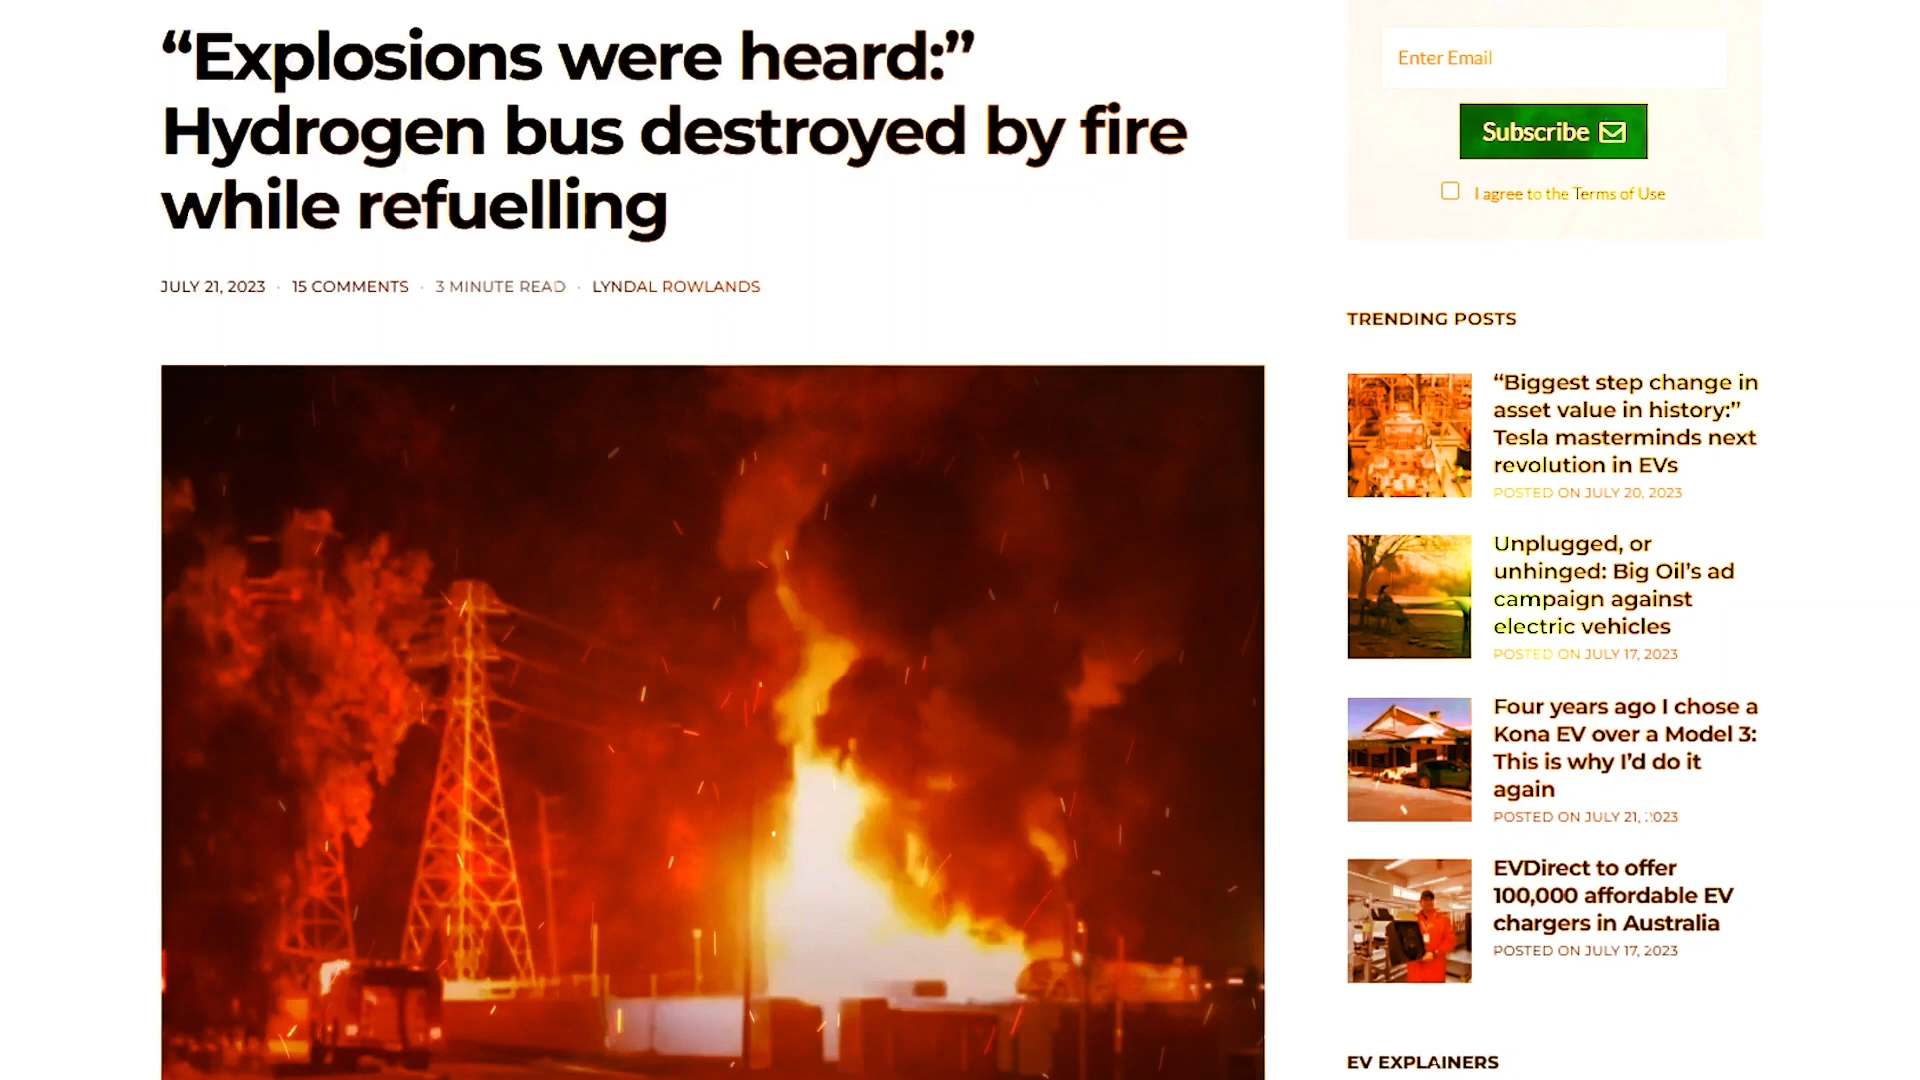 “Explosions were heard:”
Hydrogen bus destroyed by fire
while refuelling
JULY 21, 2023 · 15 COMMENTS · 3 MINUTE READ · LYNDAL ROWLANDS
Enter Email
Subscribe
I agree to the Terms of Use
TRENDING POSTS
“Biggest step change in
asset value in history:”
Tesla masterminds next
revolution in EVs
POSTED ON JULY 20, 2023
Unplugged, or
unhinged: Big Oil’s ad
campaign against
electric vehicles
POSTED ON JULY 17, 2023
Four years ago I chose a
Kona EV over a Model 3:
This is why I’d do it
again
POSTED ON JULY 21, 2023
EVDirect to offer
100,000 affordable EV
chargers in Australia
POSTED ON JULY 17, 2023
EV EXPLAINERS